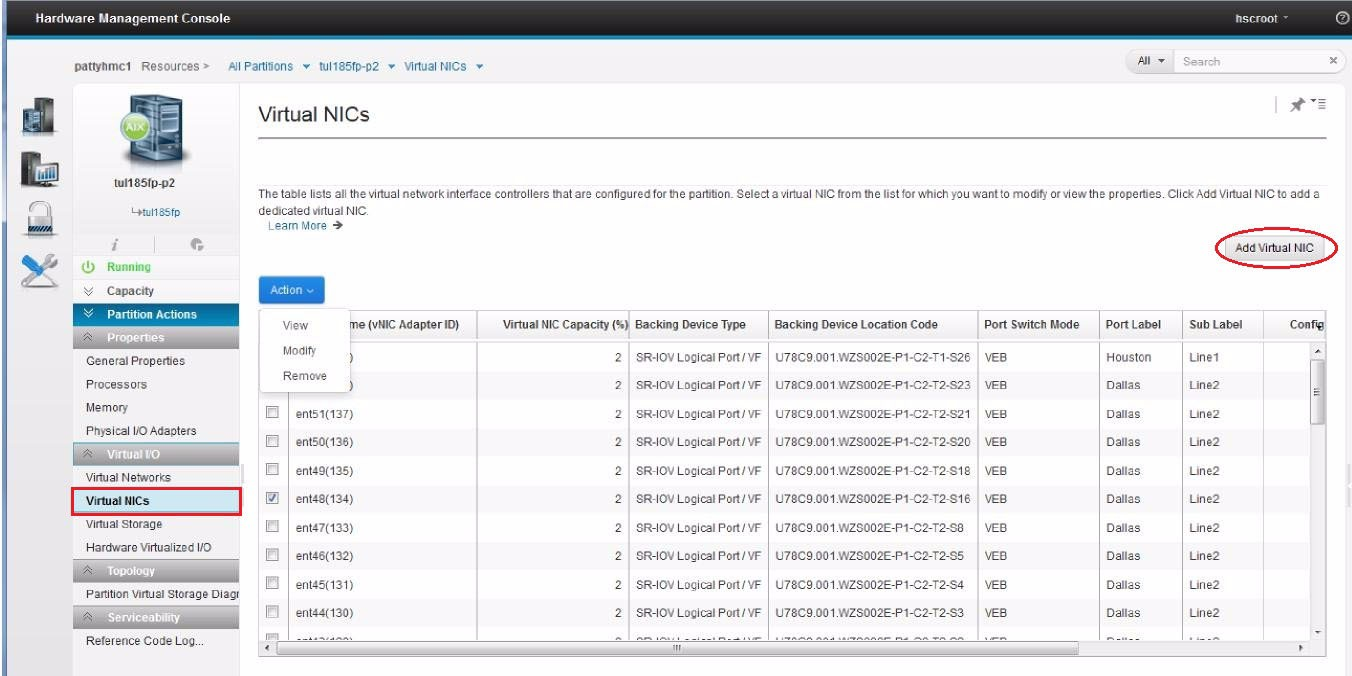 Hardware Management Console
hscroot
pattyhmc1 Resources > All Partitions tul185fp-p2 Virtual NICs
All Search
AIX
tul185fp-p2
tul185fp
Running
Capacity
Partition Actions
Properties
General Properties
Processors
Memory
Physical I/O Adapters
Virtual I/O
Virtual Networks
Virtual NICs
Virtual Storage
Hardware Virtualized I/O
Topology
Partition Virtual Storage Diagr
Serviceability
Reference Code Log...
Virtual NICs
The table lists all the virtual network interface controllers that are configured for the partition. Select a virtual NIC from the list for which you want to modify or view the properties. Click Add Virtual NIC to add a
dedicated virtual NIC.
Learn More
Add Virtual NIC
Action
View
Modify
Remove
me (vNIC Adapter ID) Virtual NIC Capacity (%) Backing Device Type Backing Device Location Code Port Switch Mode Port Label Sub Label Config
) 2 SR-IOV Logical Port / VF U78C9.001.WZS002E-P1-C2-T1-S26 VEB Houston Line1
) 2 SR-IOV Logical Port / VF U78C9.001.WZS002E-P1-C2-T2-S23 VEB Dallas Line2
ent51(137) 2 SR-IOV Logical Port / VF U78C9.001.WZS002E-P1-C2-T2-S21 VEB Dallas Line2
ent50(136) 2 SR-IOV Logical Port / VF U78C9.001.WZS002E-P1-C2-T2-S20 VEB Dallas Line2
ent49(135) 2 SR-IOV Logical Port / VF U78C9.001.WZS002E-P1-C2-T2-S18 VEB Dallas Line2
ent48(134) 2 SR-IOV Logical Port / VF U78C9.001.WZS002E-P1-C2-T2-S16 VEB Dallas Line2
ent47(133) 2 SR-IOV Logical Port / VF U78C9.001.WZS002E-P1-C2-T2-S8 VEB Dallas Line2
ent46(132) 2 SR-IOV Logical Port / VF U78C9.001.WZS002E-P1-C2-T2-S5 VEB Dallas Line2
ent45(131) 2 SR-IOV Logical Port / VF U78C9.001.WZS002E-P1-C2-T2-S4 VEB Dallas Line2
ent44(130) 2 SR-IOV Logical Port / VF U78C9.001.WZS002E-P1-C2-T2-S3 VEB Dallas Line2